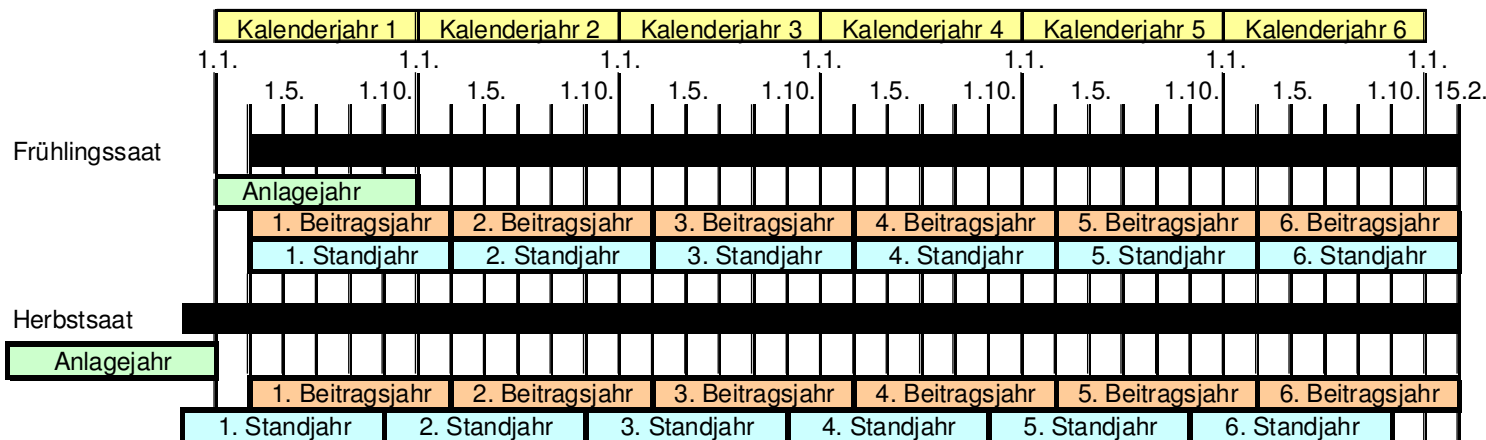 Kalenderjahr 1 Kalenderjahr 2 Kalenderjahr 3 Kalenderjahr 4 Kalenderjahr 5 Kalenderjahr 6
1.1. 1.1. 1.1. 1.1. 1.1. 1.1. 1.1.
1.5. 1.10. 1.5. 1.10. 1.5. 1.10. 1.5. 1.10. 1.5. 1.10. 1.5. 1.10. 15.2.
Frühlingssaat
Anlagejahr
1. Beitragsjahr 2. Beitragsjahr 3. Beitragsjahr 4. Beitragsjahr 5. Beitragsjahr 6. Beitragsjahr
1. Standjahr 2. Standjahr 3. Standjahr 4. Standjahr 5. Standjahr 6. Standjahr
Herbstsaat
Anlagejahr
1. Beitragsjahr 2. Beitragsjahr 3. Beitragsjahr 4. Beitragsjahr 5. Beitragsjahr 6. Beitragsjahr
1. Standjahr 2. Standjahr 3. Standjahr 4. Standjahr 5. Standjahr 6. Standjahr